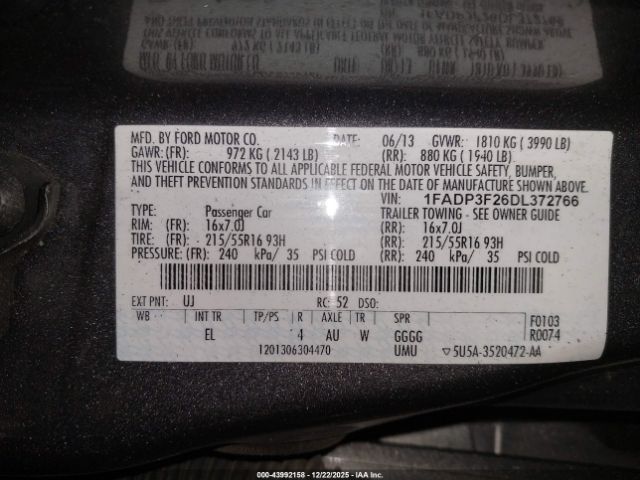 MFD. BY FORD MOTOR CO. DATE: 06/13 GVWR: 1810 KG ( 3990 LB)
GAWR: (FR): 972 KG ( 2143 LB) (RR): 880 KG ( 1940 LB)
THIS VEHICLE CONFORMS TO ALL APPLICABLE FEDERAL MOTOR VEHICLE SAFETY, BUMPER,
AND THEFT PREVENTION STANDARDS IN EFFECT ON THE DATE OF MANUFACTURE SHOWN ABOVE.
VIN: 1FADP3F26DL372766
TYPE: Passenger Car TRAILER TOWING - SEE OWNER GUIDE
RIM: (FR): 16x7.0J (RR): 16x7.0J
TIRE: (FR): 215/55R16 93H (RR): 215/55R16 93H
PRESSURE: (FR): 240 kPa/ 35 PSI COLD (RR): 240 kPa/ 35 PSI COLD
EXT PNT: UJ RC: 52 DSO:
WB INT TR TP/PS R AXLE TR SPR F0103
EL 4 AU W GGGG R0074
1201306304470 UMU ▽5U5A-3520472-AA
000-43992158 - 12/22/2025 - IAA Inc.